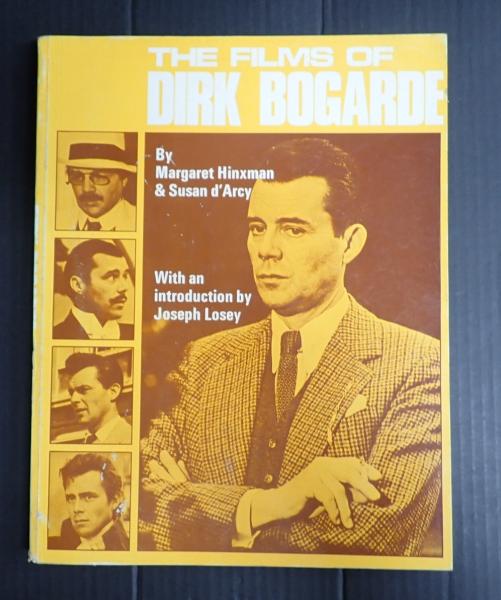 THE FILMS OF
DIRK BOGARDE
By
Margaret Hinxman
& Susan d'Arcy
With an
introduction by
Joseph Losey